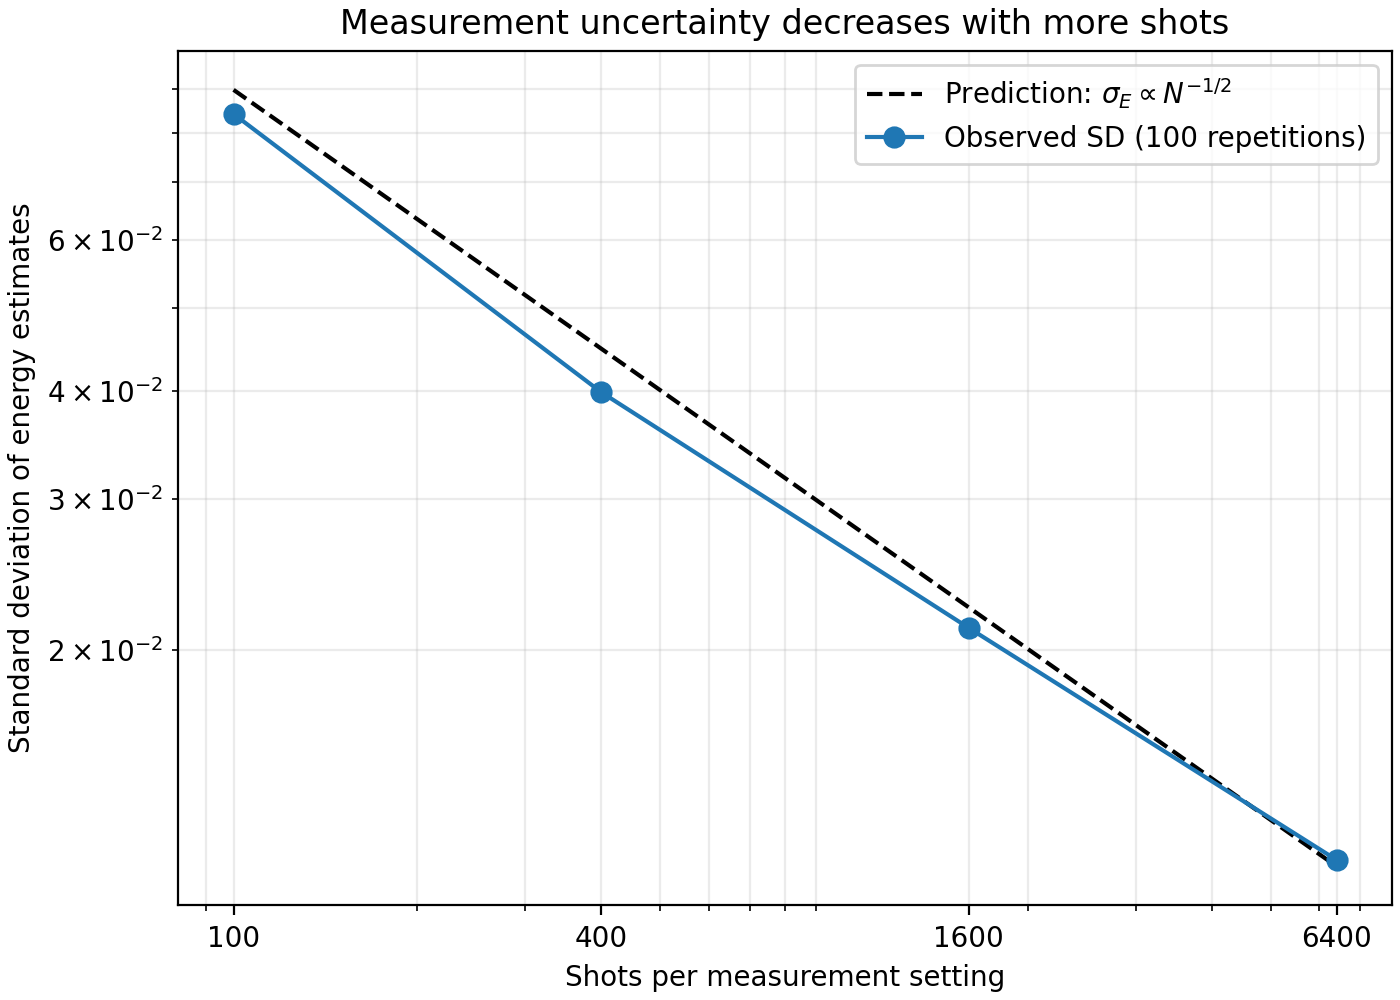 Measurement uncertainty decreases with more shots
Prediction: $\sigma_E \propto N^{-1/2}$
Observed SD (100 repetitions)
Standard deviation of energy estimates
6 × 10⁻²
4 × 10⁻²
3 × 10⁻²
2 × 10⁻²
100 400 1600 6400
Shots per measurement setting